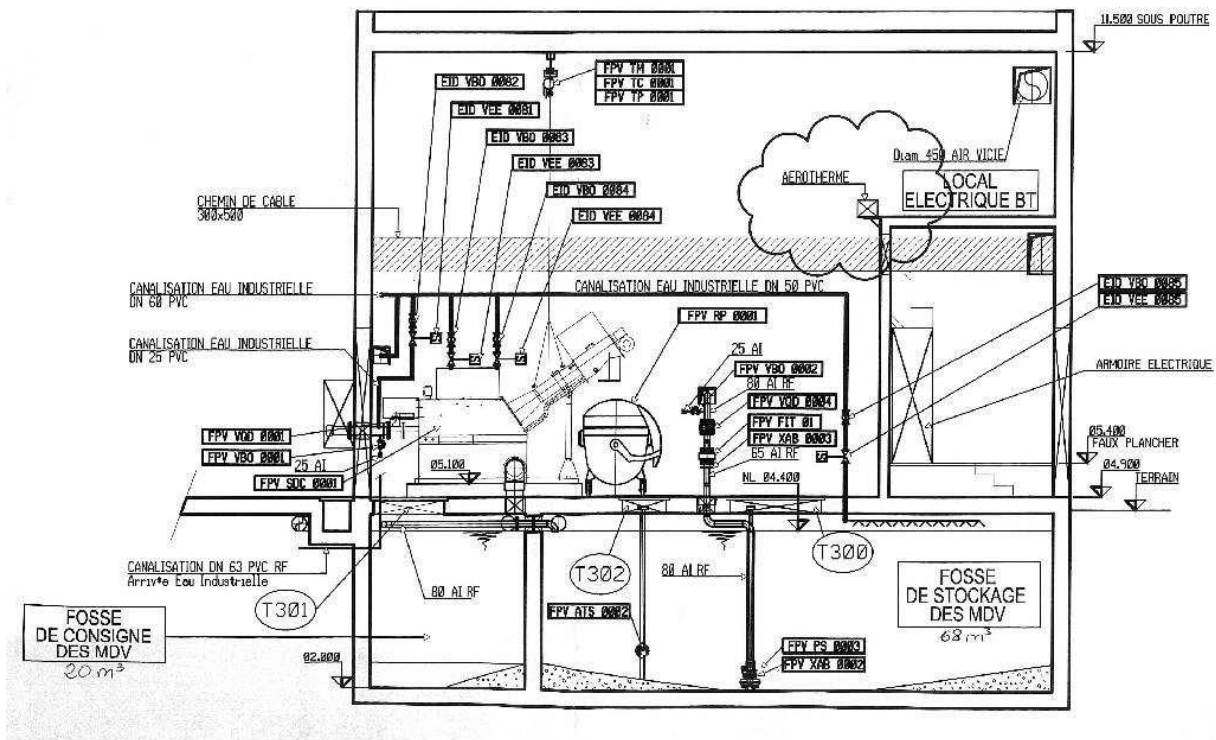 11.500 SOUS POUTRE
FPV TM 0001
FPV TC 0001
FPV TP 0001
EID VBO 0082
EID VEE 0081
EID VBO 0083
EID VEE 0083
EID VBO 0084
EID VEE 0084
Diam 450 AIR VICIE
AEROTHERME
LOCAL
ELECTRIQUE BT
CHEMIN DE CABLE
300x500
CANALISATION EAU INDUSTRIELLE
DN 60 PVC
CANALISATION EAU INDUSTRIELLE DN 50 PVC
EID VBO 0085
EID VEE 0085
FPV RP 0001
CANALISATION EAU INDUSTRIELLE
DN 25 PVC
25 AI
FPV VBO 0002
80 AI RF
FPV VQD 0004
FPV FIT 01
FPV XAB 0003
65 AI RF
ARMOIRE ELECTRIQUE
FPV VGD 0001
FPV VBO 0001
25 AI
FPV SDC 0001
05.100
NL 04.400
05.400
FAUX PLANCHER
04.900
TERRAIN
CANALISATION DN 63 PVC RF
Arrivée Eau Industrielle
T301
80 AI RF
T302
80 AI RF
T300
FPV ATS 0002
FOSSE
DE STOCKAGE
DES MDV
68 m³
FOSSE
DE CONSIGNE
DES MDV
20 m³
02.000
FPV PS 0003
FPV XAB 0002